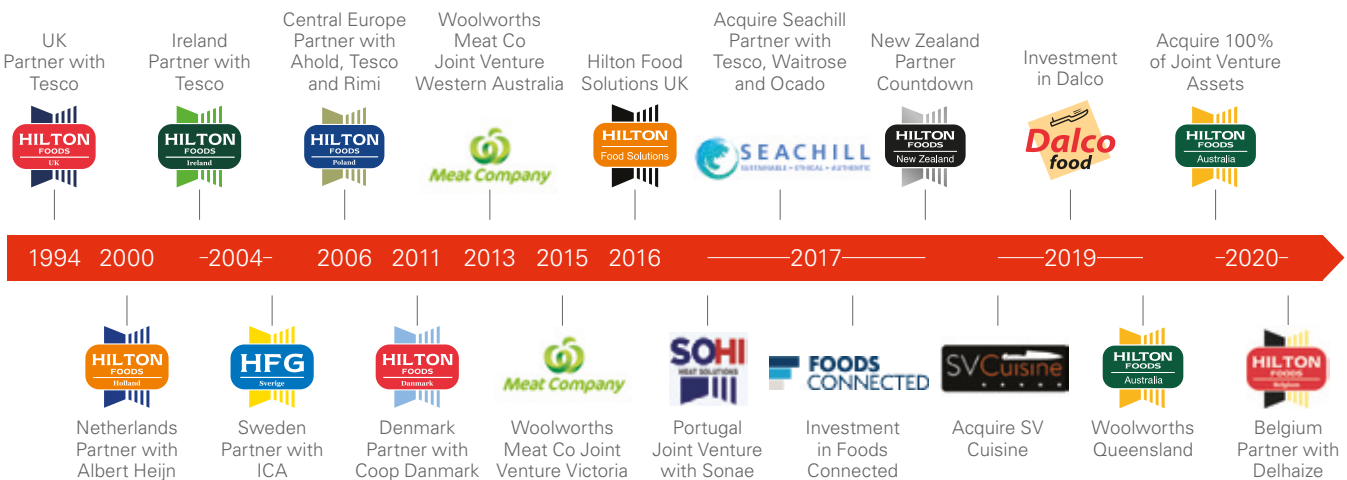 UK
Partner with
Tesco
Ireland
Partner with
Tesco
Central Europe
Partner with
Ahold, Tesco
and Rimi
Woolworths
Meat Co
Joint Venture
Western Australia
Hilton Food
Solutions UK
Acquire Seachill
Partner with
Tesco, Waitrose
and Ocado
New Zealand
Partner
Countdown
Investment
in Dalco
Acquire 100%
of Joint Venture
Assets
HILTON
FOODS
UK
HILTON
FOODS
Ireland
HILTON
FOODS
Poland
Meat Company
HILTON
FOODS
Food Solutions
SEACHILL
SUSTAINABLE • ETHICAL • AUTHENTIC
HILTON
FOODS
New Zealand
Dalco
food
HILTON
FOODS
Australia
1994 2000 2004 2006 2011 2013 2015 2016 2017 2019 2020
HILTON
FOODS
Holland
HFG
Sverige
HILTON
FOODS
Danmark
Meat Company
SOHI
MEAT SOLUTIONS
FOODS
CONNECTED
SVCuisine
HILTON
FOODS
Australia
HILTON
FOODS
Belgium
Netherlands
Partner with
Albert Heijn
Sweden
Partner with
ICA
Denmark
Partner with
Coop Danmark
Woolworths
Meat Co Joint
Venture Victoria
Portugal
Joint Venture
with Sonae
Investment
in Foods
Connected
Acquire SV
Cuisine
Woolworths
Queensland
Belgium
Partner with
Delhaize